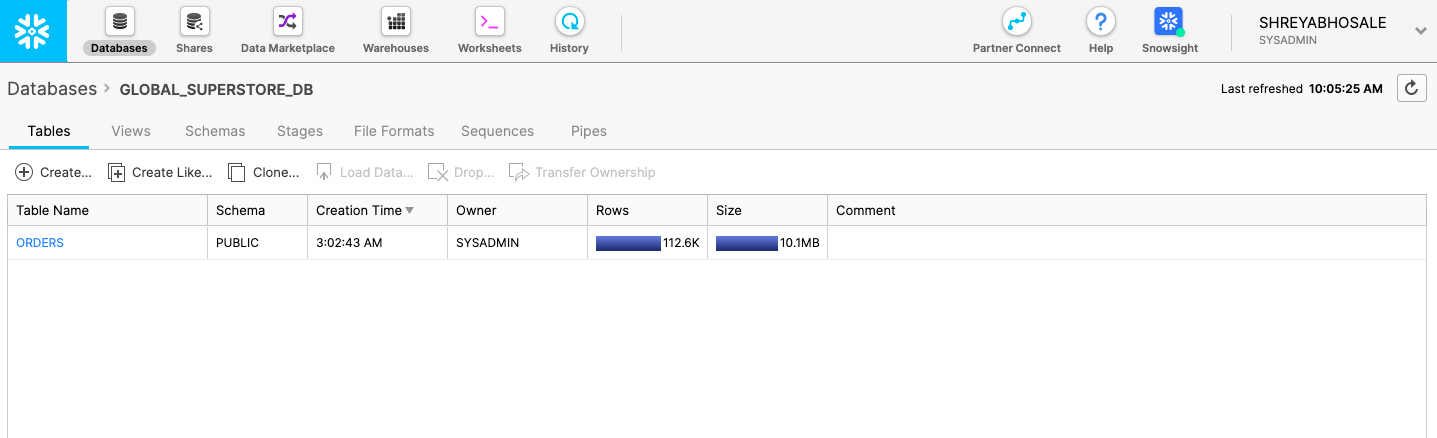 Databases
Shares
Data Marketplace
Warehouses
Worksheets
History
Partner Connect
Help
Snowsight
SHREYABHOSALE
SYSADMIN
Databases > GLOBAL_SUPERSTORE_DB
Last refreshed 10:05:25 AM
Tables Views Schemas Stages File Formats Sequences Pipes
Create... Create Like... Clone... Load Data... Drop... Transfer Ownership
Table Name Schema Creation Time Owner Rows Size Comment
ORDERS PUBLIC 3:02:43 AM SYSADMIN 112.6K 10.1MB